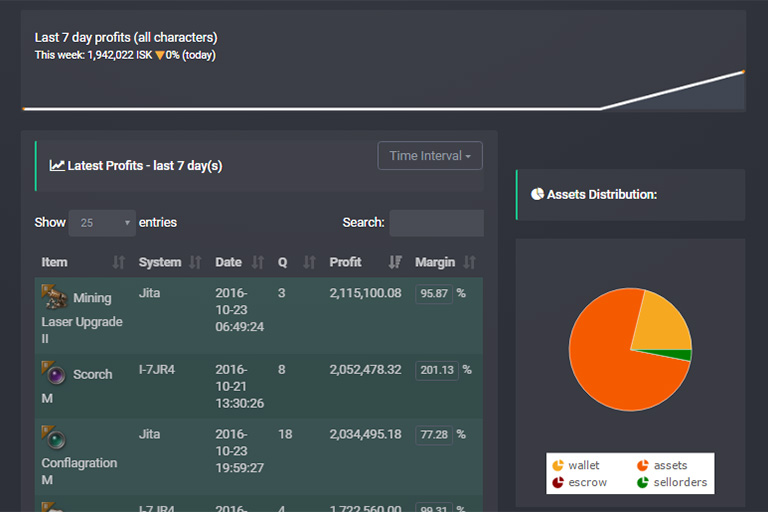 Last 7 day profits (all characters)
This week: 1,942,022 ISK ▼0% (today)
Latest Profits - last 7 day(s)
Time Interval
Show 25 entries
Search:
Item System Date Q Profit Margin
Mining Laser Upgrade II Jita 2016-10-23 06:49:24 3 2,115,100.08 95.87 %
Scorch M I-7JR4 2016-10-21 13:30:26 8 2,052,478.32 201.13 %
Conflagration M Jita 2016-10-23 19:59:27 18 2,034,495.18 77.28 %
I-7JR4 2016- 4 1,722,560.00 99.31 %
Assets Distribution:
wallet assets
escrow sellorders